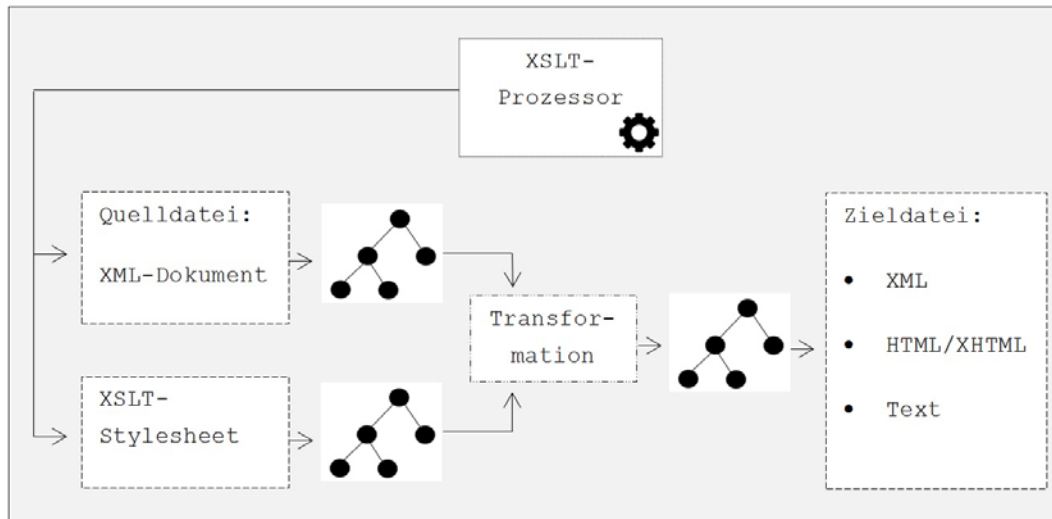 XSLT-
Prozessor
Quelldatei:
XML-Dokument
XSLT-
Stylesheet
Transfor-
mation
Zieldatei:
• XML
• HTML/XHTML
• Text